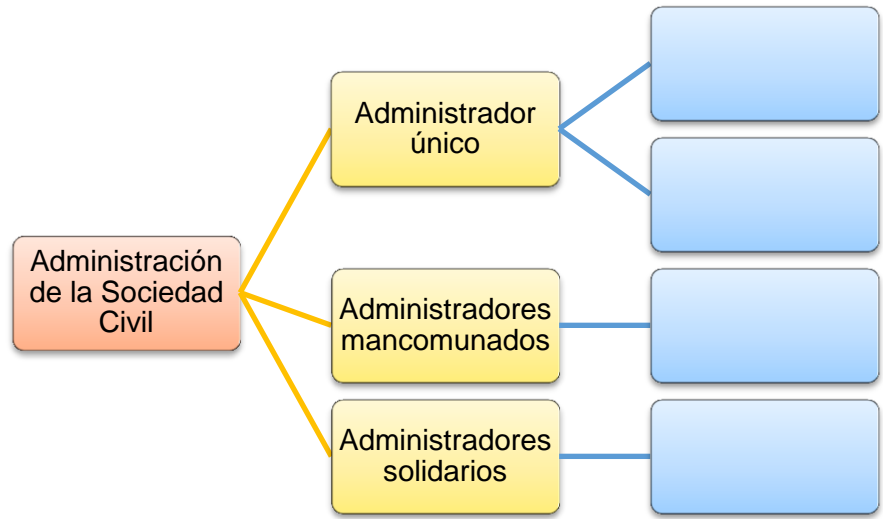 Administrador
único
Administración
de la Sociedad
Civil
Administradores
mancomunados
Administradores
solidarios